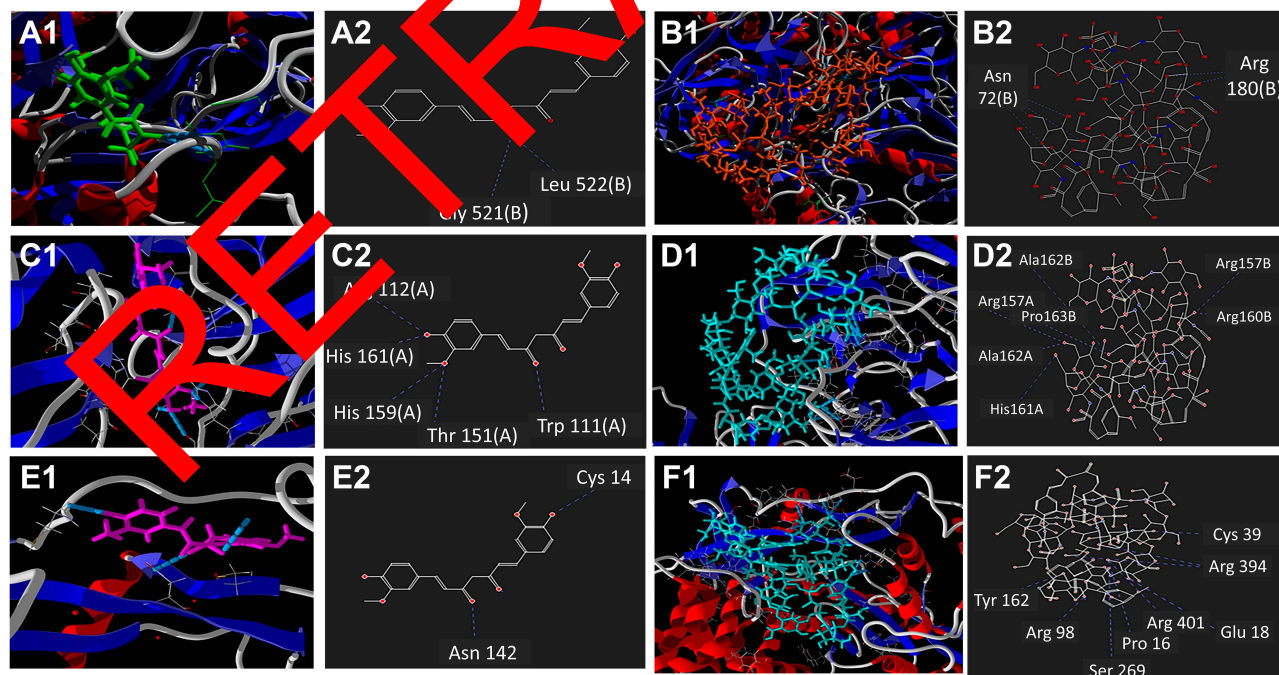 A1
A2
Gly 521(B)
Leu 522(B)
B1
B2
Asn
72(B)
Arg
180(B)
C1
C2
Arg 112(A)
His 161(A)
His 159(A)
Thr 151(A)
Trp 111(A)
D1
D2
Ala162B
Arg157B
Arg157A
Pro163B
Arg160B
Ala162A
His161A
E1
E2
Cys 14
Asn 142
F1
F2
Cys 39
Arg 394
Tyr 162
Arg 98
Arg 401
Glu 18
Pro 16
Ser 269
RETR